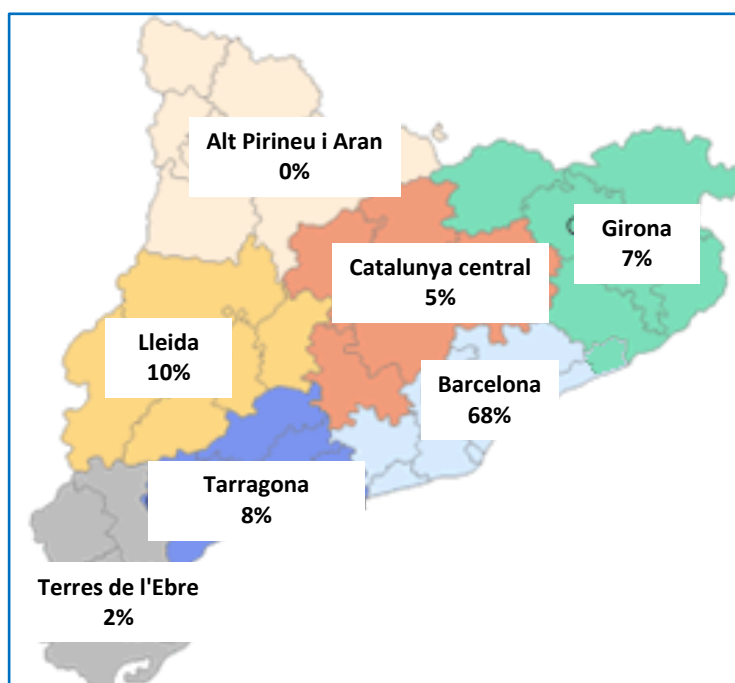 Alt Pirineu i Aran
0%
Girona
7%
Catalunya central
5%
Lleida
10%
Barcelona
68%
Tarragona
8%
Terres de l'Ebre
2%